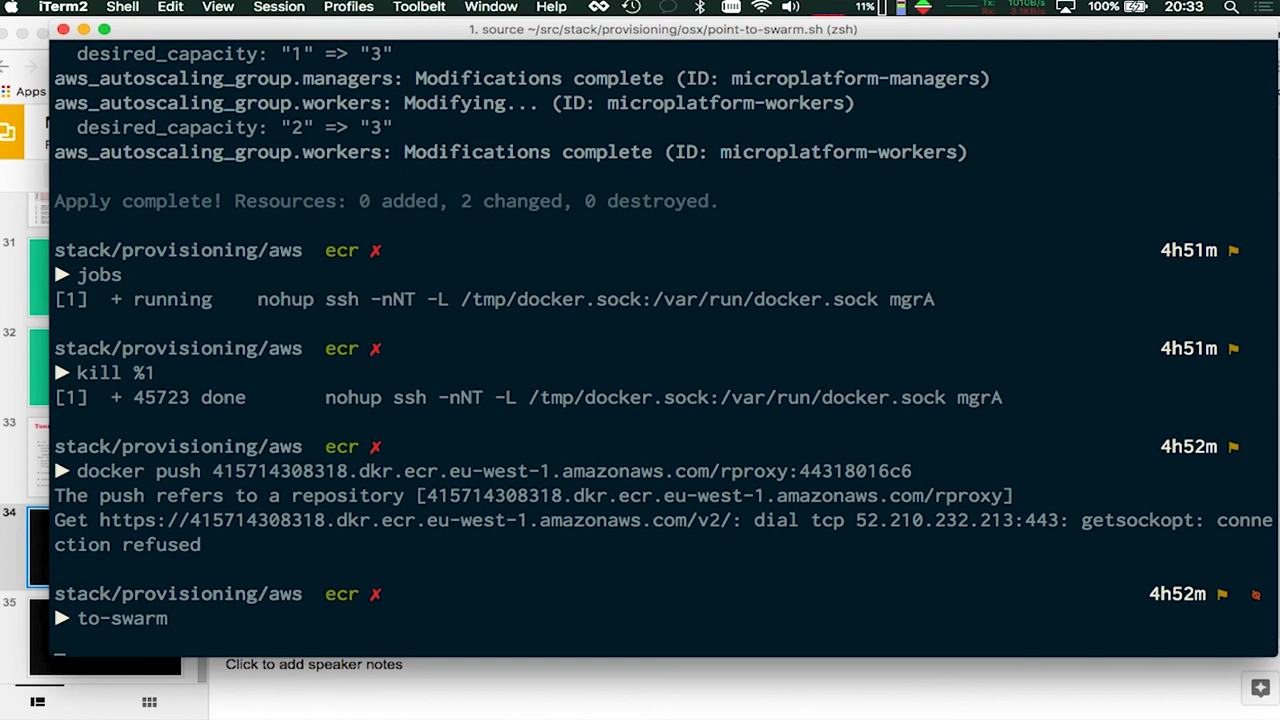 iTerm2 Shell Edit View Session Profiles Toolbelt Window Help 11% 100% 20:33
1. source ~/src/stack/provisioning/osx/point-to-swarm.sh (zsh)
desired_capacity: "1" => "3"
aws_autoscaling_group.managers: Modifications complete (ID: microplatform-managers)
aws_autoscaling_group.workers: Modifying... (ID: microplatform-workers)
desired_capacity: "2" => "3"
aws_autoscaling_group.workers: Modifications complete (ID: microplatform-workers)
Apply complete! Resources: 0 added, 2 changed, 0 destroyed.
stack/provisioning/aws ecr ✗ 4h51m
▶ jobs
[1] + running nohup ssh -nNT -L /tmp/docker.sock:/var/run/docker.sock mgrA
stack/provisioning/aws ecr ✗ 4h51m
▶ kill %1
[1] + 45723 done nohup ssh -nNT -L /tmp/docker.sock:/var/run/docker.sock mgrA
stack/provisioning/aws ecr ✗ 4h52m
▶ docker push 415714308318.dkr.ecr.eu-west-1.amazonaws.com/rproxy:44318016c6
The push refers to a repository [415714308318.dkr.ecr.eu-west-1.amazonaws.com/rproxy]
Get https://415714308318.dkr.ecr.eu-west-1.amazonaws.com/v2/: dial tcp 52.210.232.213:443: getsockopt: conne
ction refused
stack/provisioning/aws ecr ✗ 4h52m
▶ to-swarm
Apps
31
32
33
34
35
Click to add speaker notes